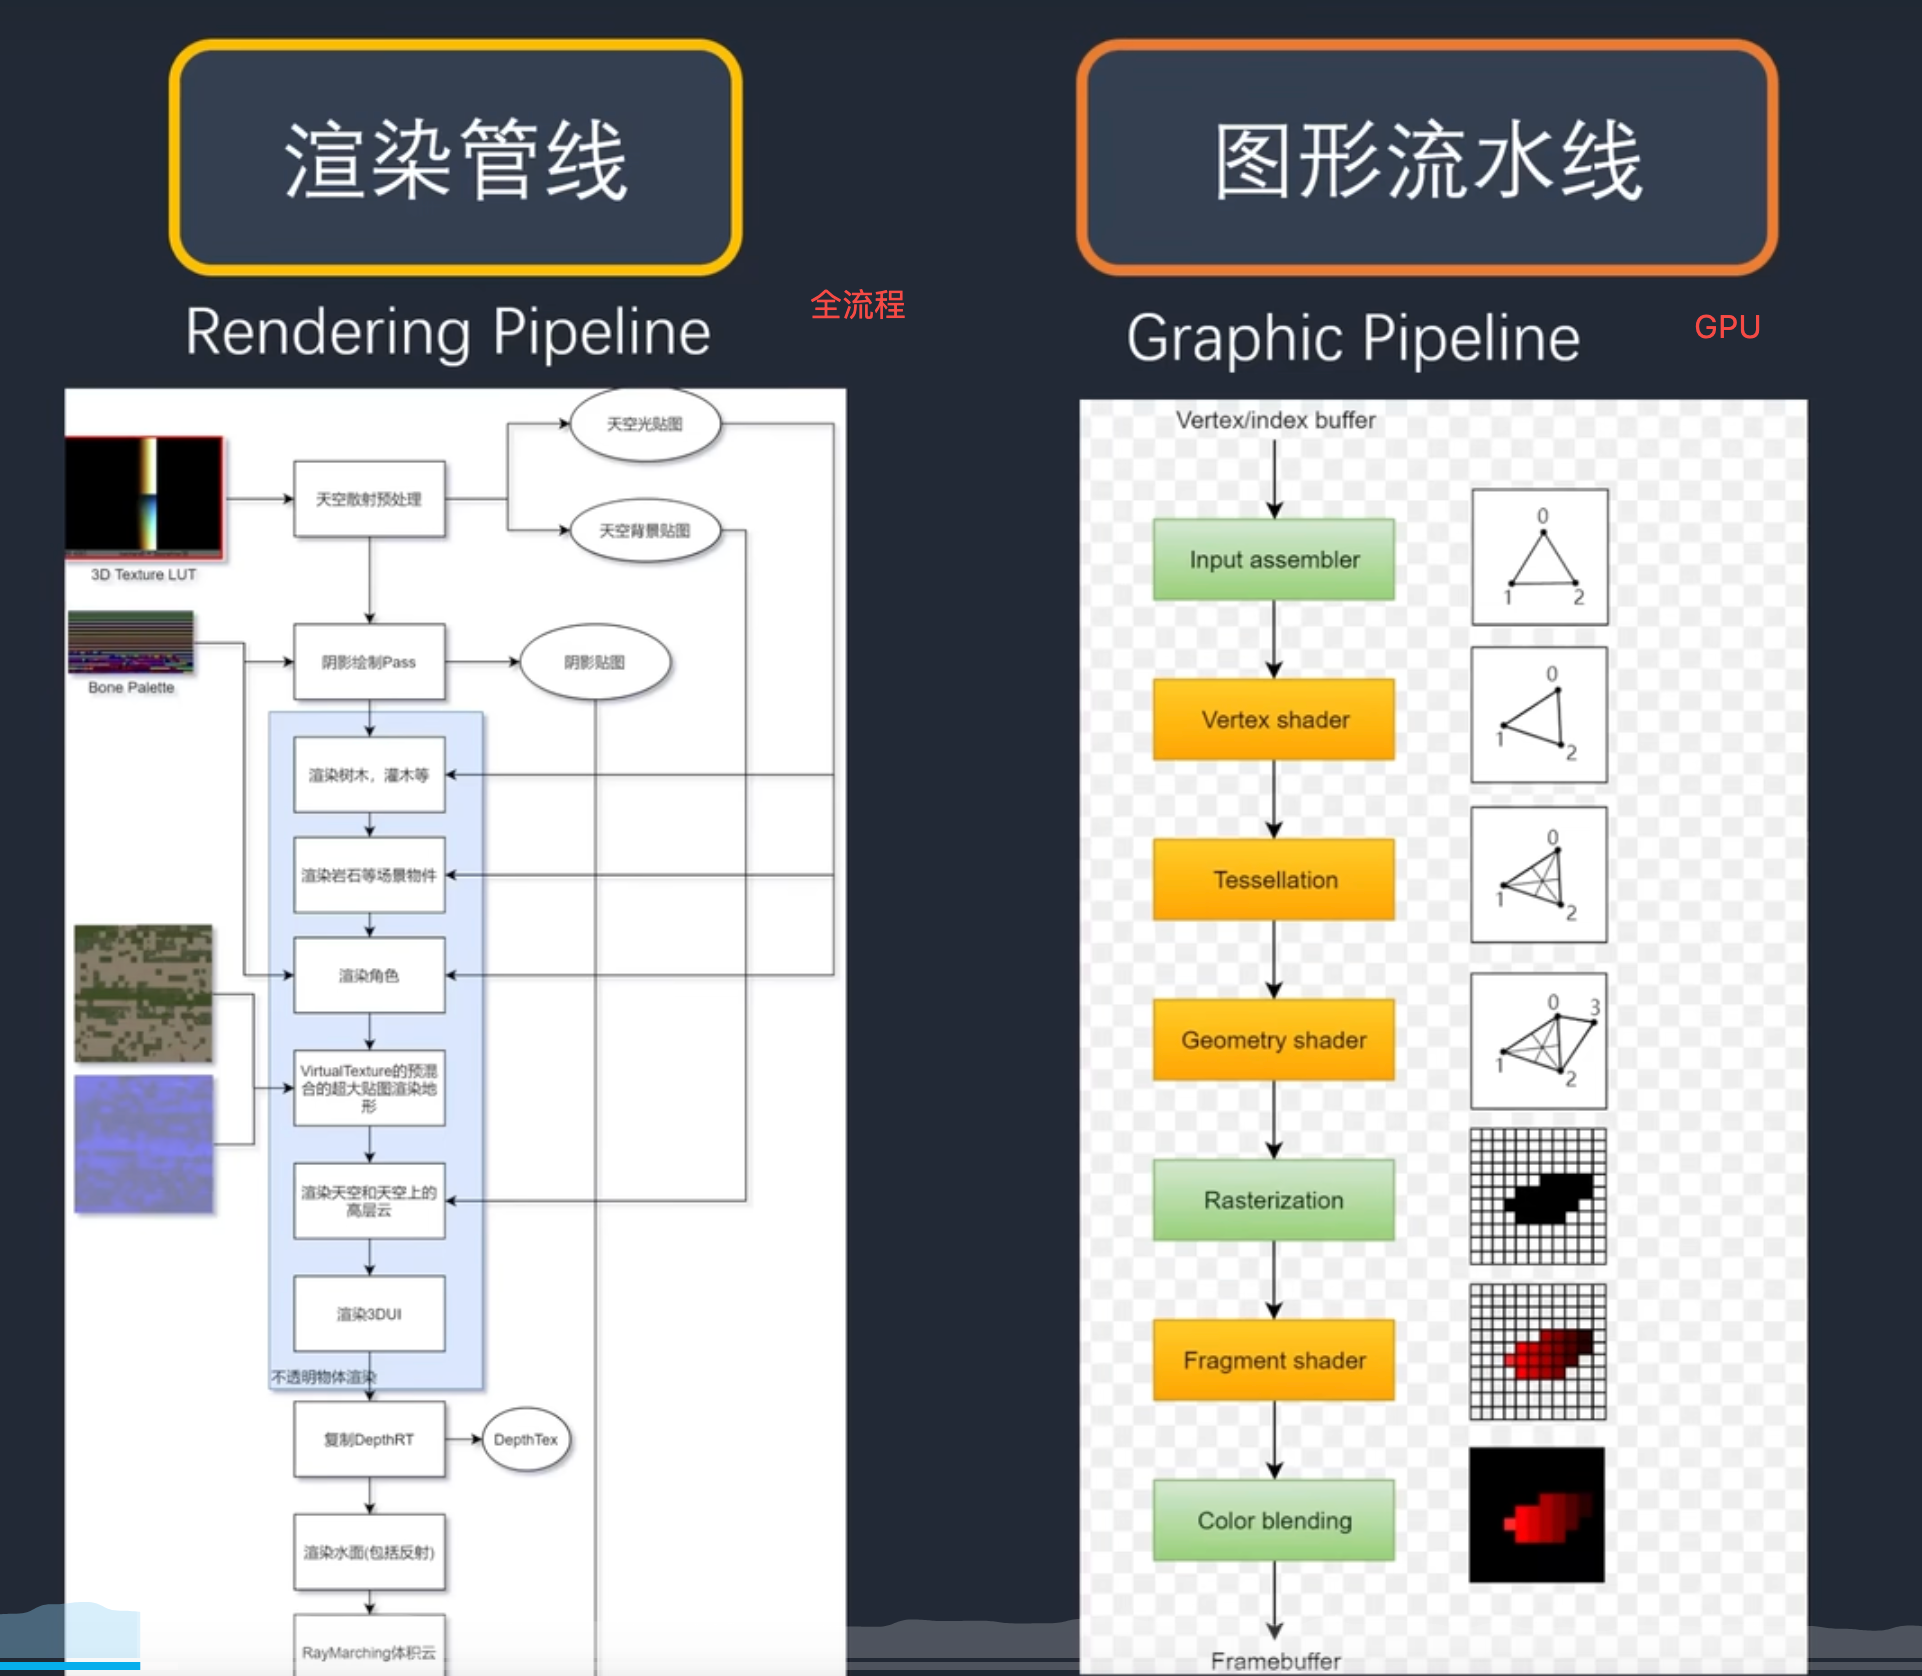 渲染管线
Rendering Pipeline
全流程
天空光贴图
天空散射预处理
天空背景贴图
3D Texture LUT
阴影绘制Pass
阴影贴图
Bone Palette
渲染树木，灌木等
渲染岩石等场景物件
渲染角色
VirtualTexture的预混
合的超大贴图渲染地
形
渲染天空和天空上的
高层云
渲染3DUI
不透明物体渲染
复制DepthRT
DepthTex
渲染水面(包括反射)
RayMarching体积云
图形流水线
Graphic Pipeline
GPU
Vertex/index buffer
Input assembler
0
1
2
Vertex shader
0
1
2
Tessellation
0
1
2
Geometry shader
0
3
1
2
Rasterization
Fragment shader
Color blending
Framebuffer